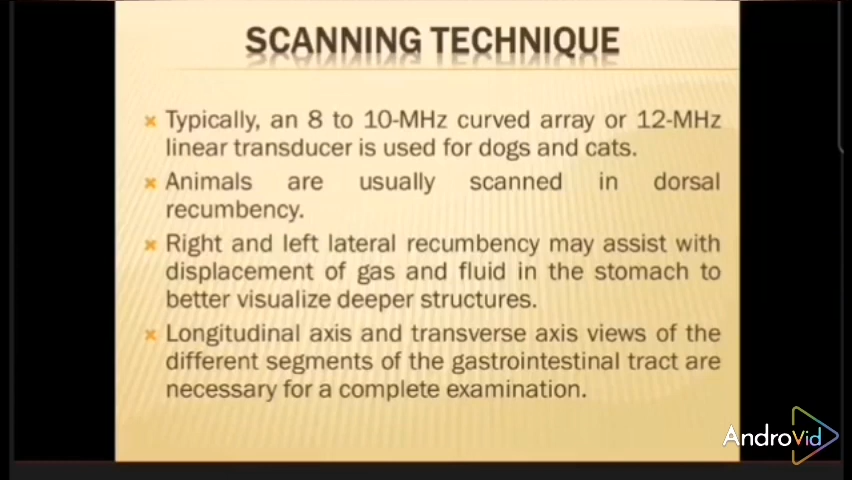 SCANNING TECHNIQUE
Typically, an 8 to 10-MHz curved array or 12-MHz
linear transducer is used for dogs and cats.
Animals are usually scanned in dorsal
recumbency.
Right and left lateral recumbency may assist with
displacement of gas and fluid in the stomach to
better visualize deeper structures.
Longitudinal axis and transverse axis views of the
different segments of the gastrointestinal tract are
necessary for a complete examination.
AndroVid